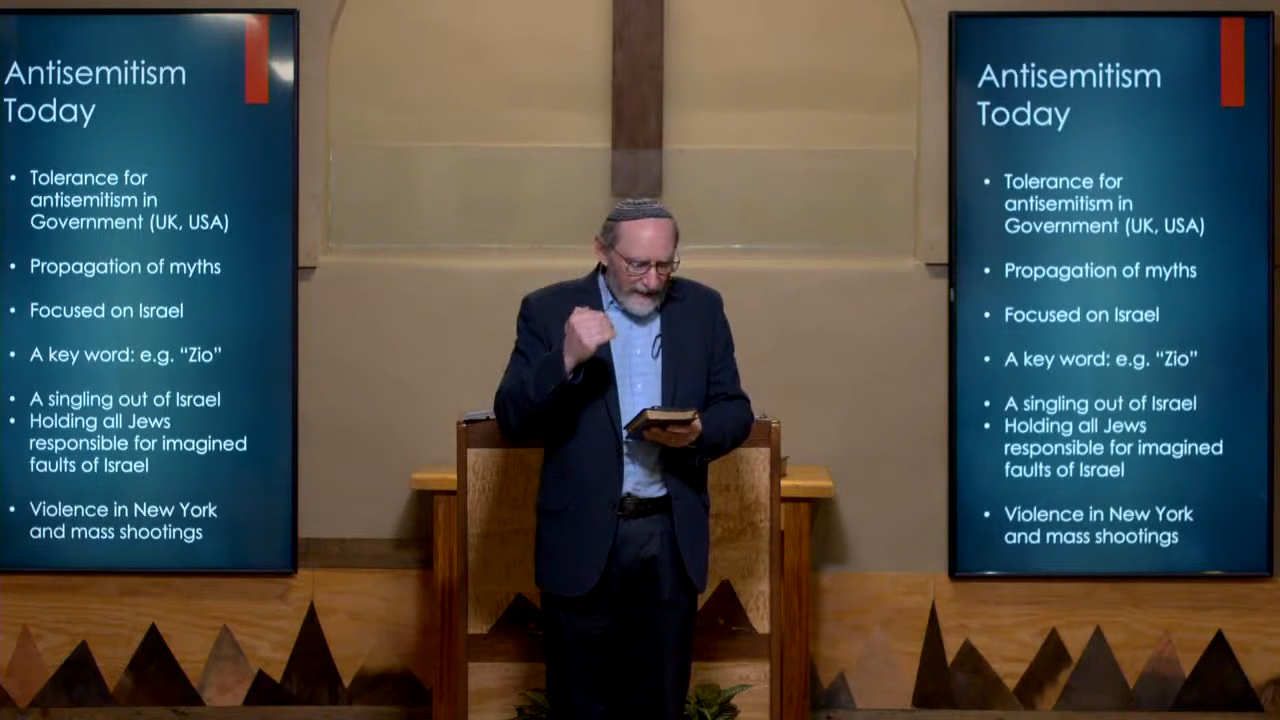 Antisemitism
Today
• Tolerance for
antisemitism in
Government (UK, USA)
• Propagation of myths
• Focused on Israel
• A key word: e.g. “Zio”
• A singling out of Israel
• Holding all Jews
responsible for imagined
faults of Israel
• Violence in New York
and mass shootings
Antisemitism
Today
• Tolerance for
antisemitism in
Government (UK, USA)
• Propagation of myths
• Focused on Israel
• A key word: e.g. “Zio”
• A singling out of Israel
• Holding all Jews
responsible for imagined
faults of Israel
• Violence in New York
and mass shootings